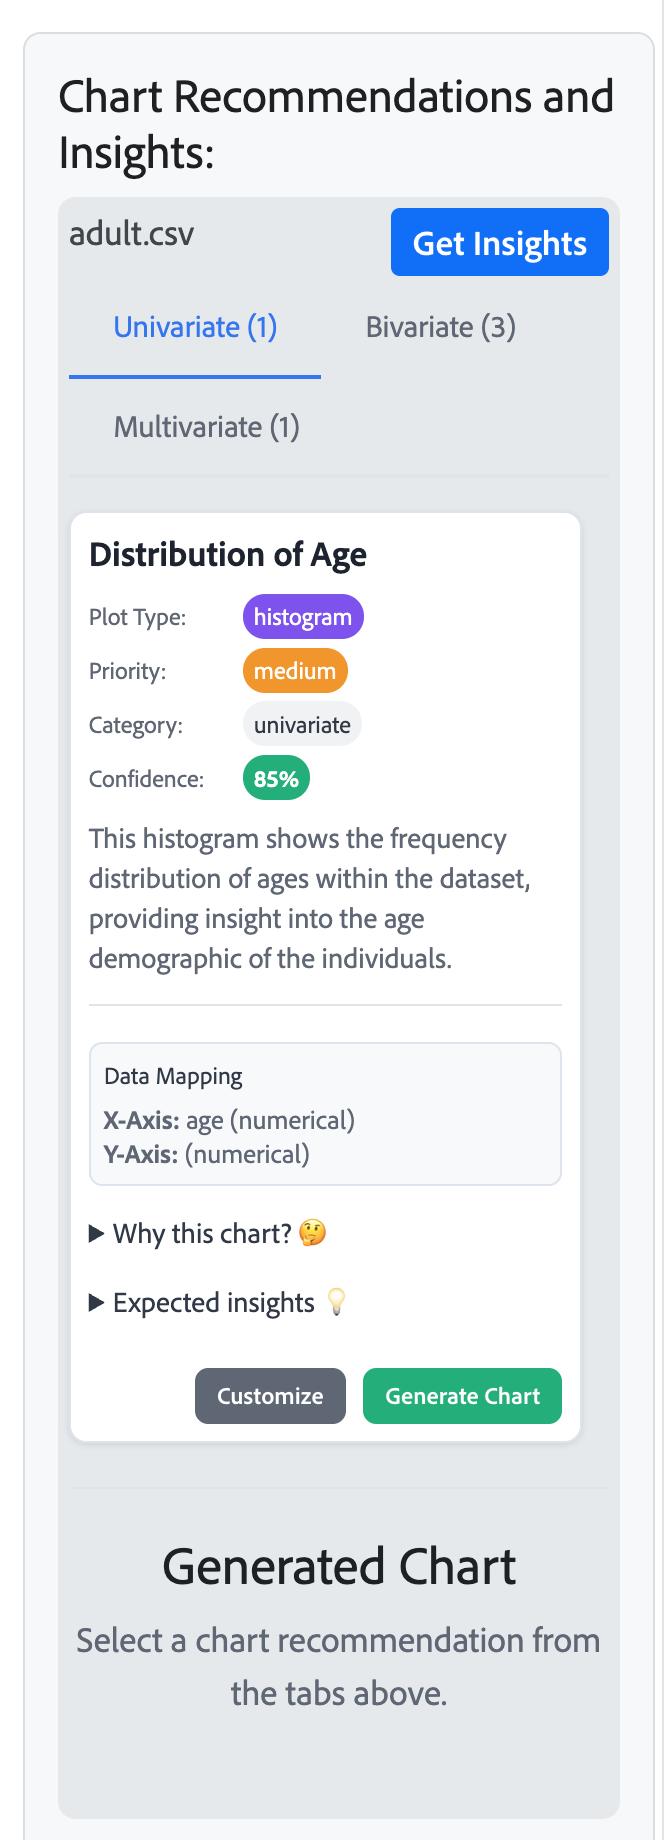 Chart Recommendations and
Insights:
adult.csv
Get Insights
Univariate (1)
Bivariate (3)
Multivariate (1)
Distribution of Age
Plot Type: histogram
Priority: medium
Category: univariate
Confidence: 85%
This histogram shows the frequency
distribution of ages within the dataset,
providing insight into the age
demographic of the individuals.
Data Mapping
X-Axis: age (numerical)
Y-Axis: (numerical)
▶ Why this chart? 🤔
▶ Expected insights 💡
Customize
Generate Chart
Generated Chart
Select a chart recommendation from
the tabs above.